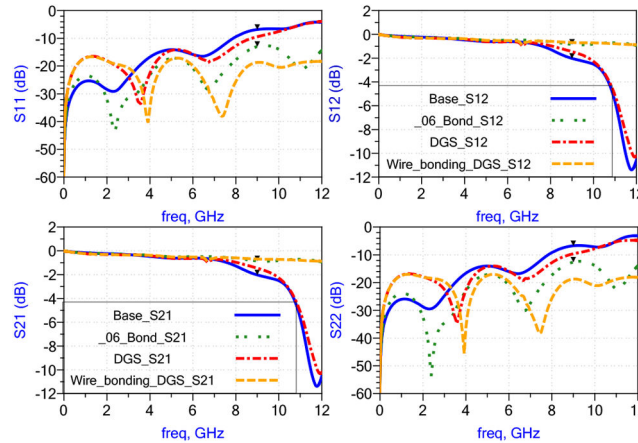 S11 (dB)
0
-10
-20
-30
-40
-50
-60
0 2 4 6 8 10 12
freq, GHz
S12 (dB)
0
-2
-4
-6
-8
-10
-12
Base_S12
_06_Bond_S12
DGS_S12
Wire_bonding_DGS_S12
0 2 4 6 8 10 12
freq, GHz
S21 (dB)
0
-2
-4
-6
-8
-10
-12
Base_S21
_06_Bond_S21
DGS_S21
Wire_bonding_DGS_S21
0 2 4 6 8 10 12
freq, GHz
S22 (dB)
0
-10
-20
-30
-40
-50
-60
0 2 4 6 8 10 12
freq, GHz